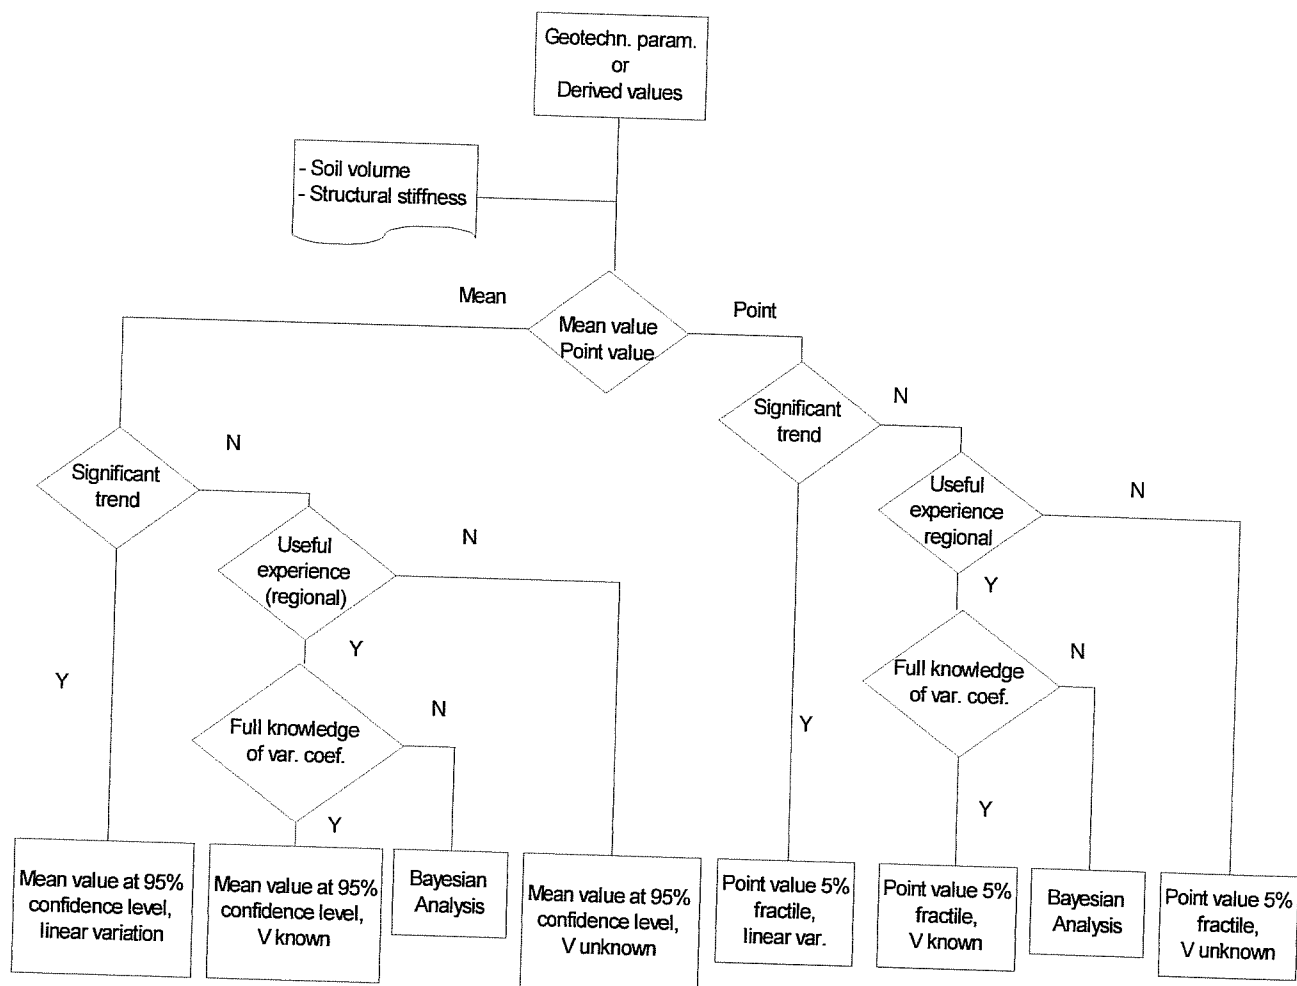 Geotechn. param.
or
Derived values
- Soil volume
- Structural stiffness
Mean
Point
Mean value
Point value
Significant
trend
N
Useful
experience
regional
N
Y
Full knowledge
of var. coef.
N
Y
Y
Significant
trend
N
Useful
experience
(regional)
N
Y
Full knowledge
of var. coef.
N
Y
Y
Mean value at 95%
confidence level,
linear variation
Mean value at 95%
confidence level,
V known
Bayesian
Analysis
Mean value at 95%
confidence level,
V unknown
Point value 5%
fractile,
linear var.
Point value 5%
fractile,
V known
Bayesian
Analysis
Point value 5%
fractile,
V unknown